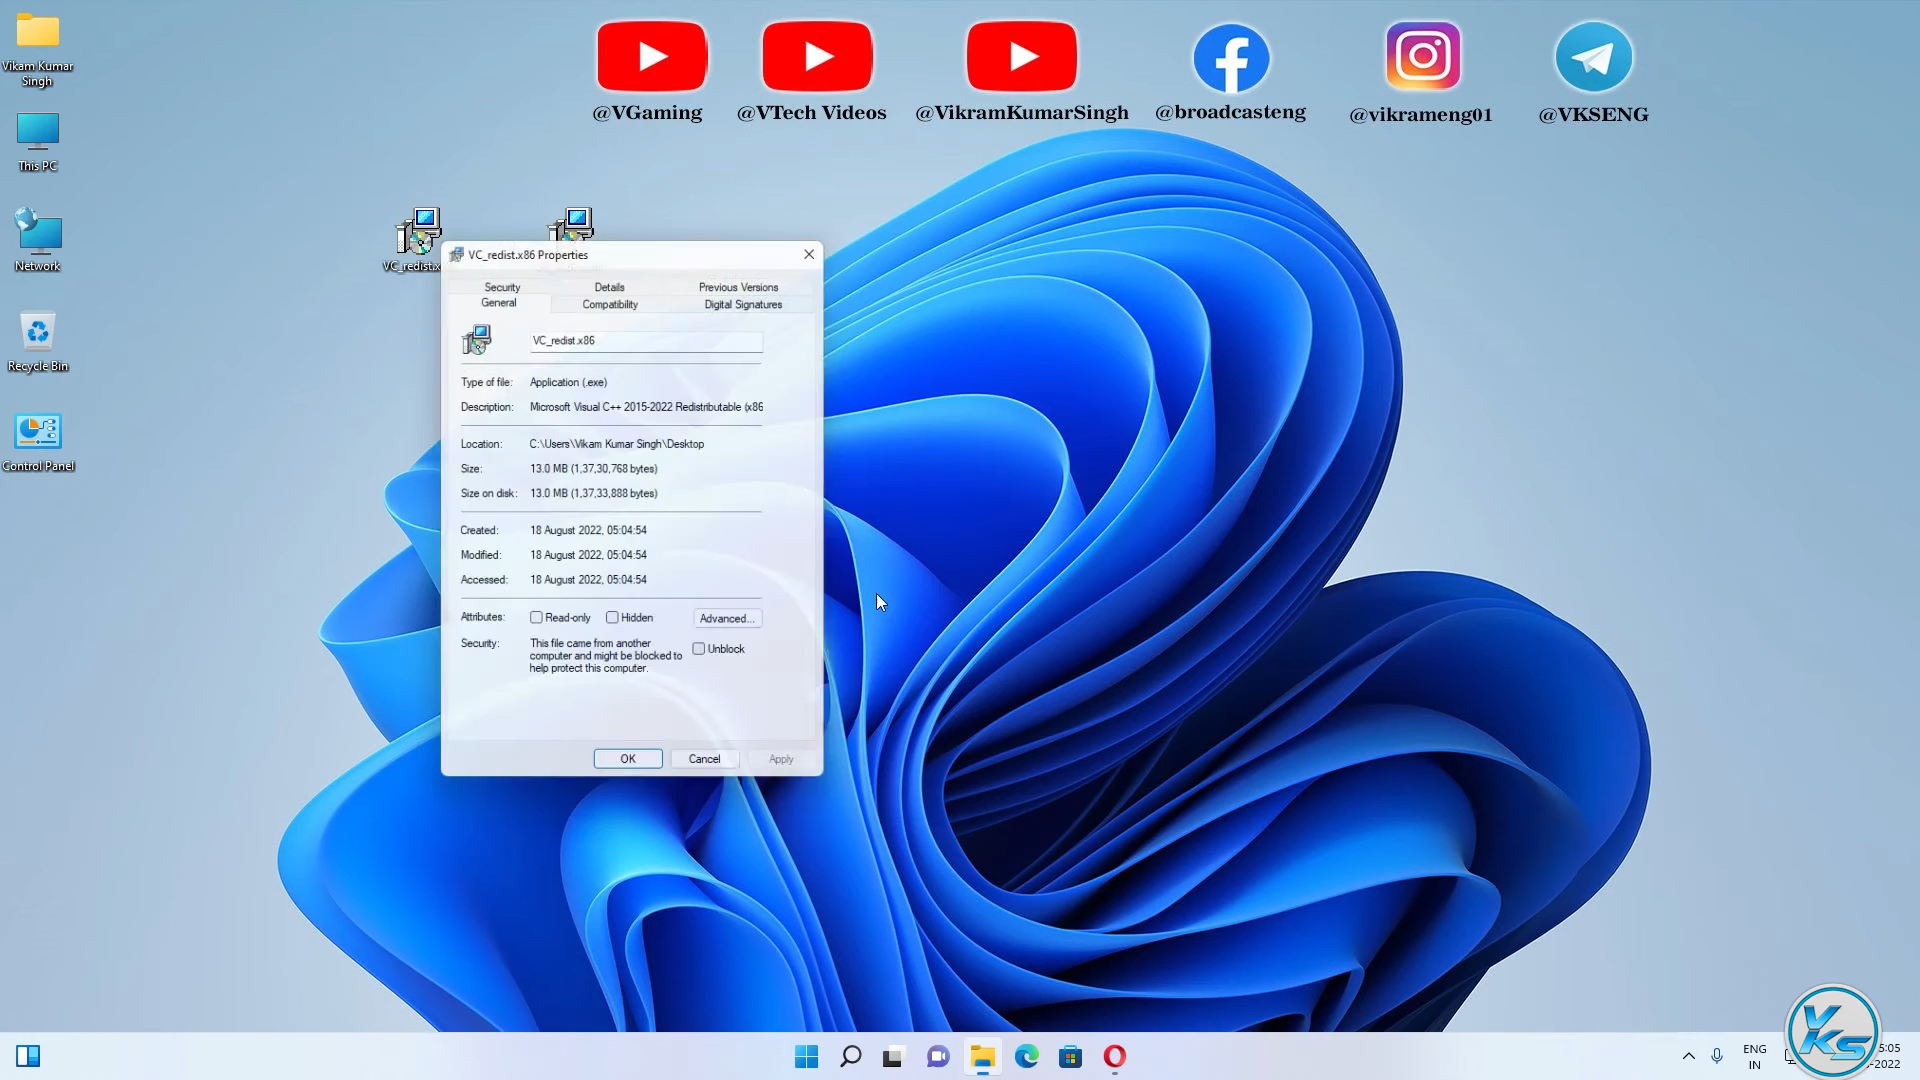 Vikam Kumar
Singh
This PC
Network
Recycle Bin
Control Panel
@VGaming
@VTech Videos
@VikramKumarSingh
@broadcasteng
@vikrameng01
@VKSENG
VC_redist.x
VC_redist.x86 Properties
Security
Details
Previous Versions
General
Compatibility
Digital Signatures
VC_redist.x86
Type of file:
Application (.exe)
Description:
Microsoft Visual C++ 2015-2022 Redistributable (x86
Location:
C:\Users\Vikam Kumar Singh\Desktop
Size:
13.0 MB (1,37,30,768 bytes)
Size on disk:
13.0 MB (1,37,33,888 bytes)
Created:
18 August 2022, 05:04:54
Modified:
18 August 2022, 05:04:54
Accessed:
18 August 2022, 05:04:54
Attributes:
Read-only
Hidden
Advanced...
Security:
This file came from another
computer and might be blocked to
help protect this computer.
Unblock
OK
Cancel
Apply
ENG
IN
VKS
5:05
-2022